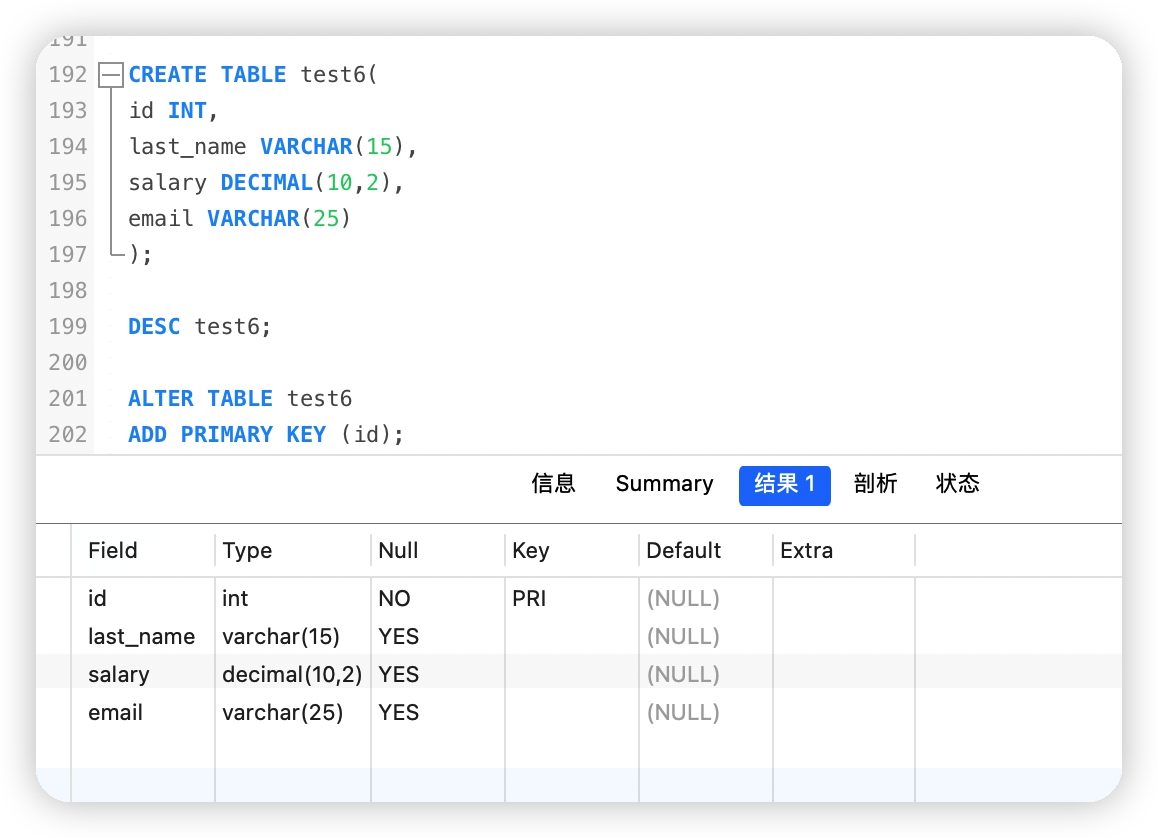 191
192 CREATE TABLE test6(
193 id INT,
194 last_name VARCHAR(15),
195 salary DECIMAL(10,2),
196 email VARCHAR(25)
197 );
198
199 DESC test6;
200
201 ALTER TABLE test6
202 ADD PRIMARY KEY (id);
信息 Summary 结果 1 剖析 状态
Field Type Null Key Default Extra
id int NO PRI (NULL)
last_name varchar(15) YES (NULL)
salary decimal(10,2) YES (NULL)
email varchar(25) YES (NULL)